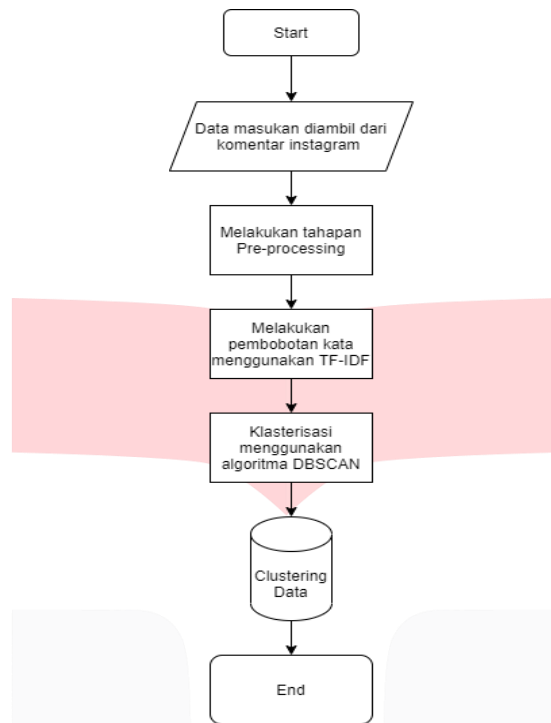 Start
Data masukan diambil dari
komentar instagram
Melakukan tahapan
Pre-processing
Melakukan
pembobotan kata
menggunakan TF-IDF
Klasterisasi
menggunakan
algoritma DBSCAN
Clustering
Data
End